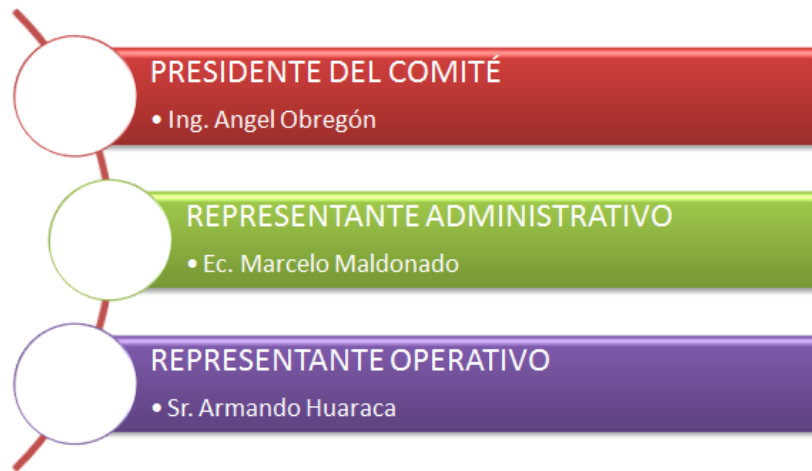 PRESIDENTE DEL COMITÉ
• Ing. Angel Obregón
REPRESENTANTE ADMINISTRATIVO
• Ec. Marcelo Maldonado
REPRESENTANTE OPERATIVO
• Sr. Armando Huaraca